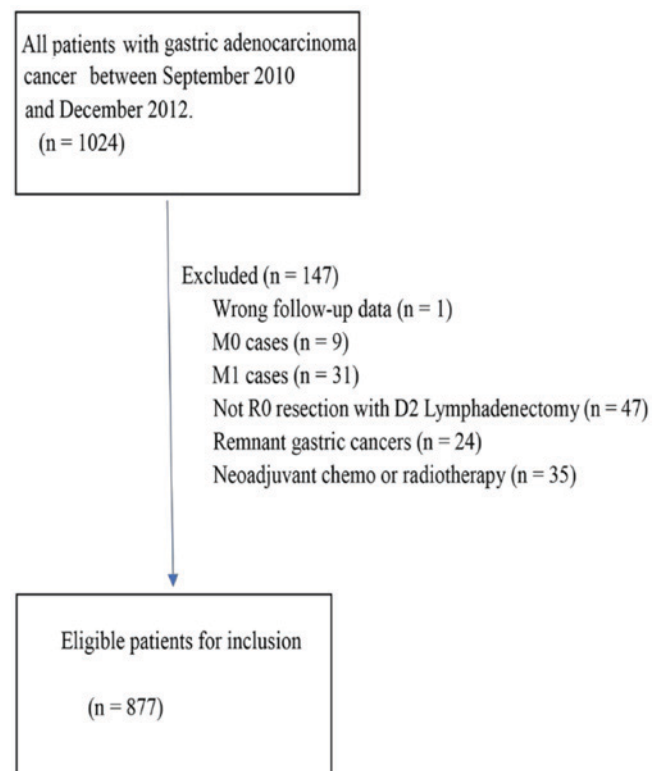 All patients with gastric adenocarcinoma
cancer between September 2010
and December 2012.
(n = 1024)
Excluded (n = 147)
Wrong follow-up data (n = 1)
M0 cases (n = 9)
M1 cases (n = 31)
Not R0 resection with D2 Lymphadenectomy (n = 47)
Remnant gastric cancers (n = 24)
Neoadjuvant chemo or radiotherapy (n = 35)
Eligible patients for inclusion
(n = 877)